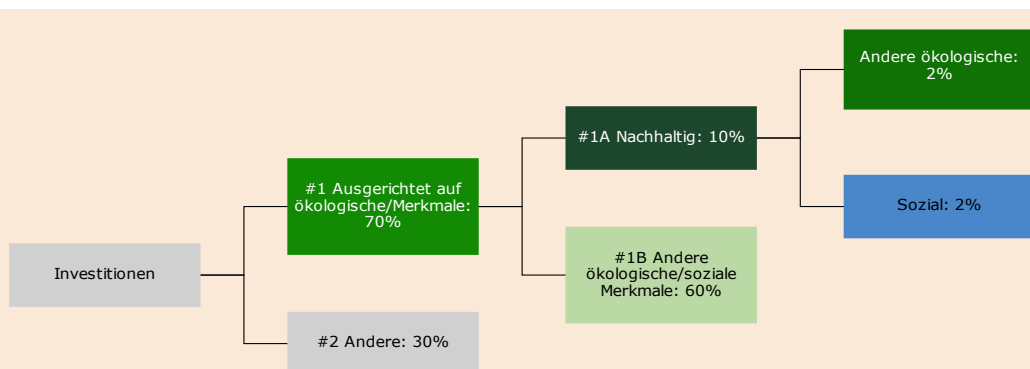 Andere ökologische:
2%
#1A Nachhaltig: 10%
#1 Ausgerichtet auf
ökologische/Merkmale:
70%
Sozial: 2%
#1B Andere
ökologische/soziale
Merkmale: 60%
Investitionen
#2 Andere: 30%